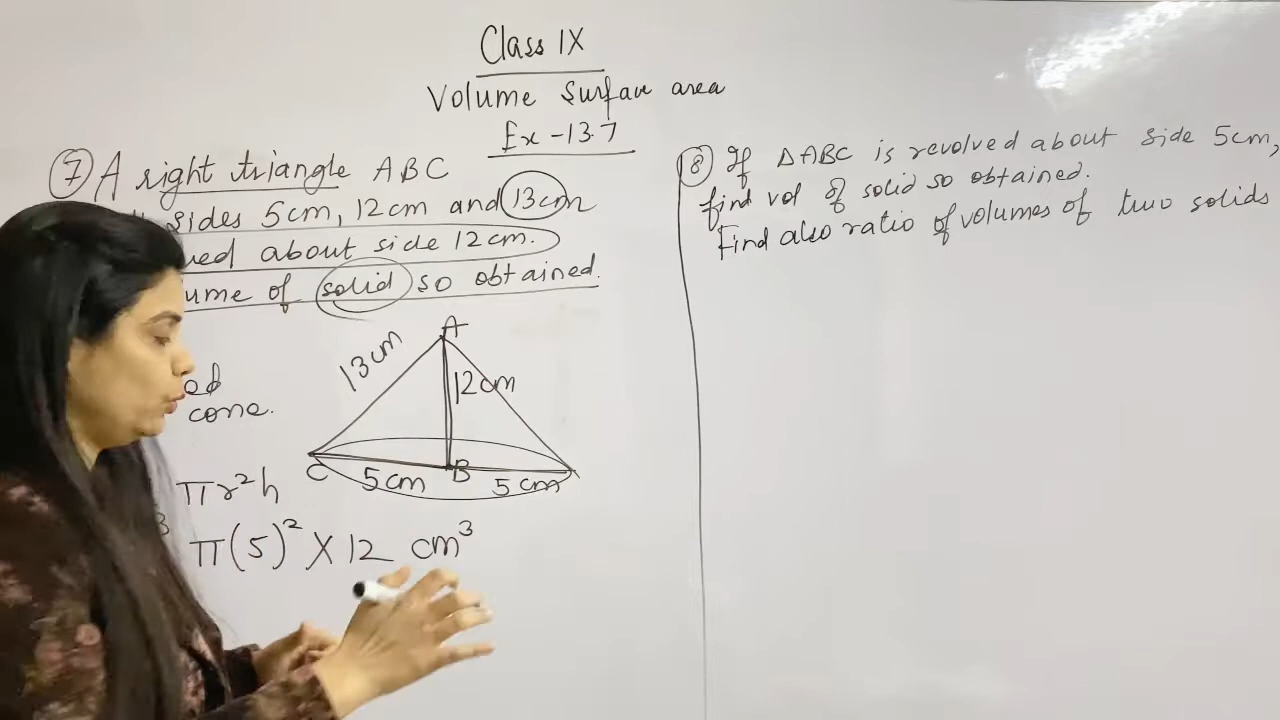 Class IX
Volume Surface area
Ex - 13.7
⑦ A right triangle ABC
sides 5cm, 12cm and 13cm
about side 12cm.
of solid so obtained.
cone.
πr²h
π(5)² × 12 cm³
A
13cm
12cm
C
B
5cm
5cm
⑧ If ΔABC is revolved about side 5cm,
find vol of solid so obtained.
Find also ratio of volumes of two solids